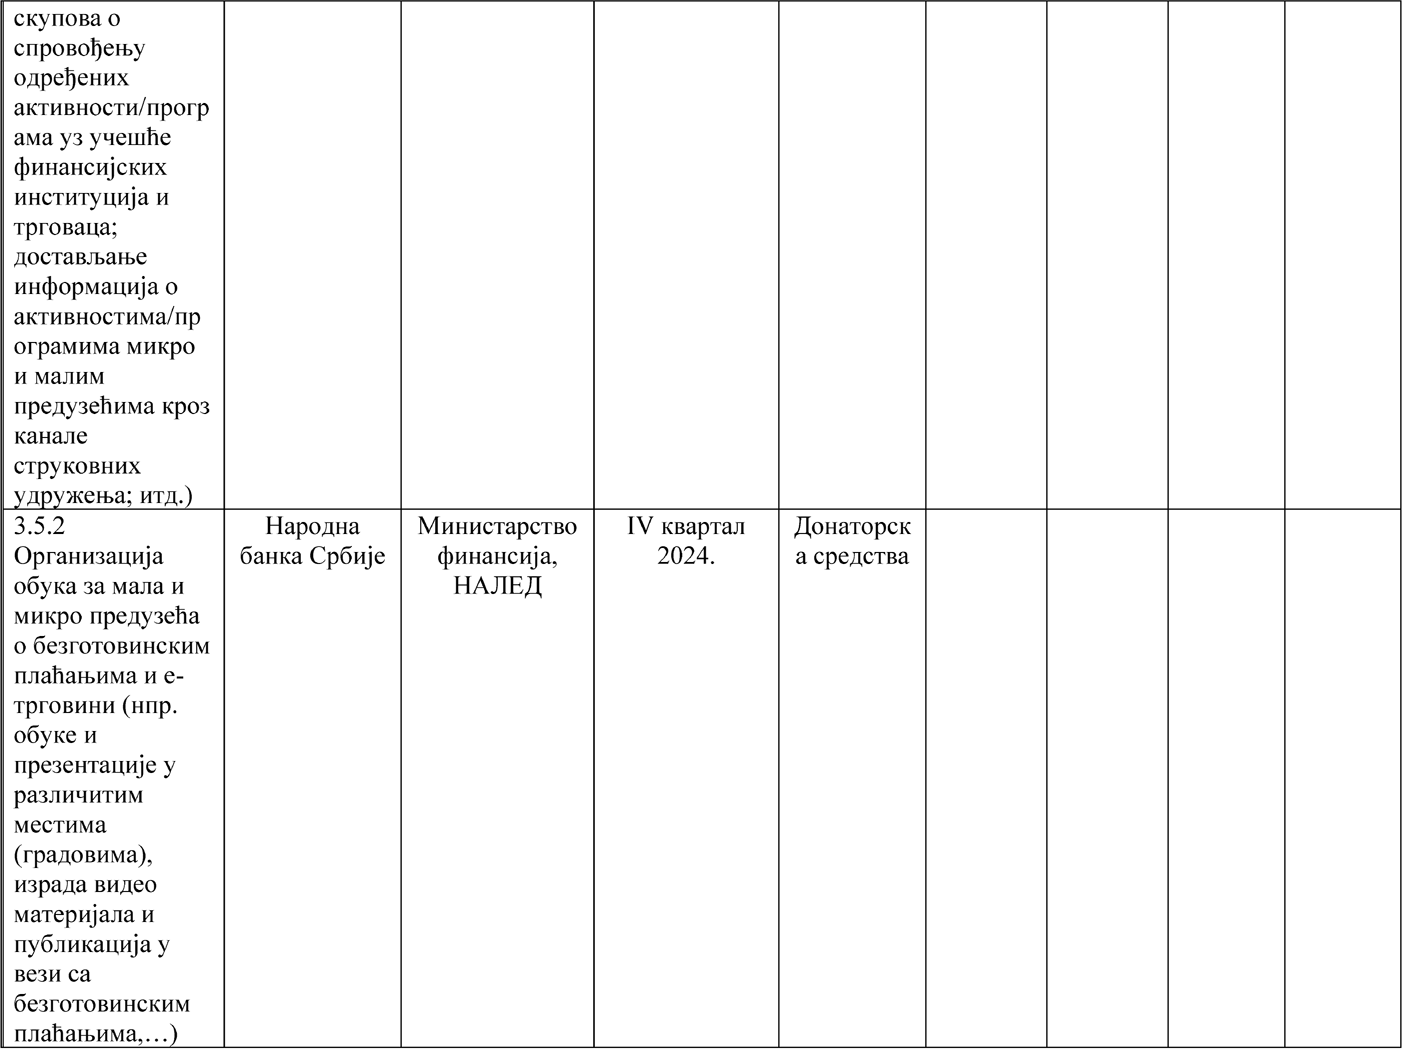 скупова о
спровођењу
одређених
активности/прогр
ама уз учешће
финансијских
институција и
трговаца;
достављање
информација о
активностима/пр
ограмима микро
и малим
предузећима кроз
канале
струковних
удружења; итд.)
3.5.2
Организација
обука за мала и
микро предузећа
о безготовинским
плаћањима и е-
трговини (нпр.
обуке и
презентације у
различитим
местима
(градовима),
израда видео
материјала и
публикација у
вези са
безготовинским
плаћањима,…)
Народна
банка Србије
Министарство
финансија,
НАЛЕД
IV квартал
2024.
Донаторск
а средства